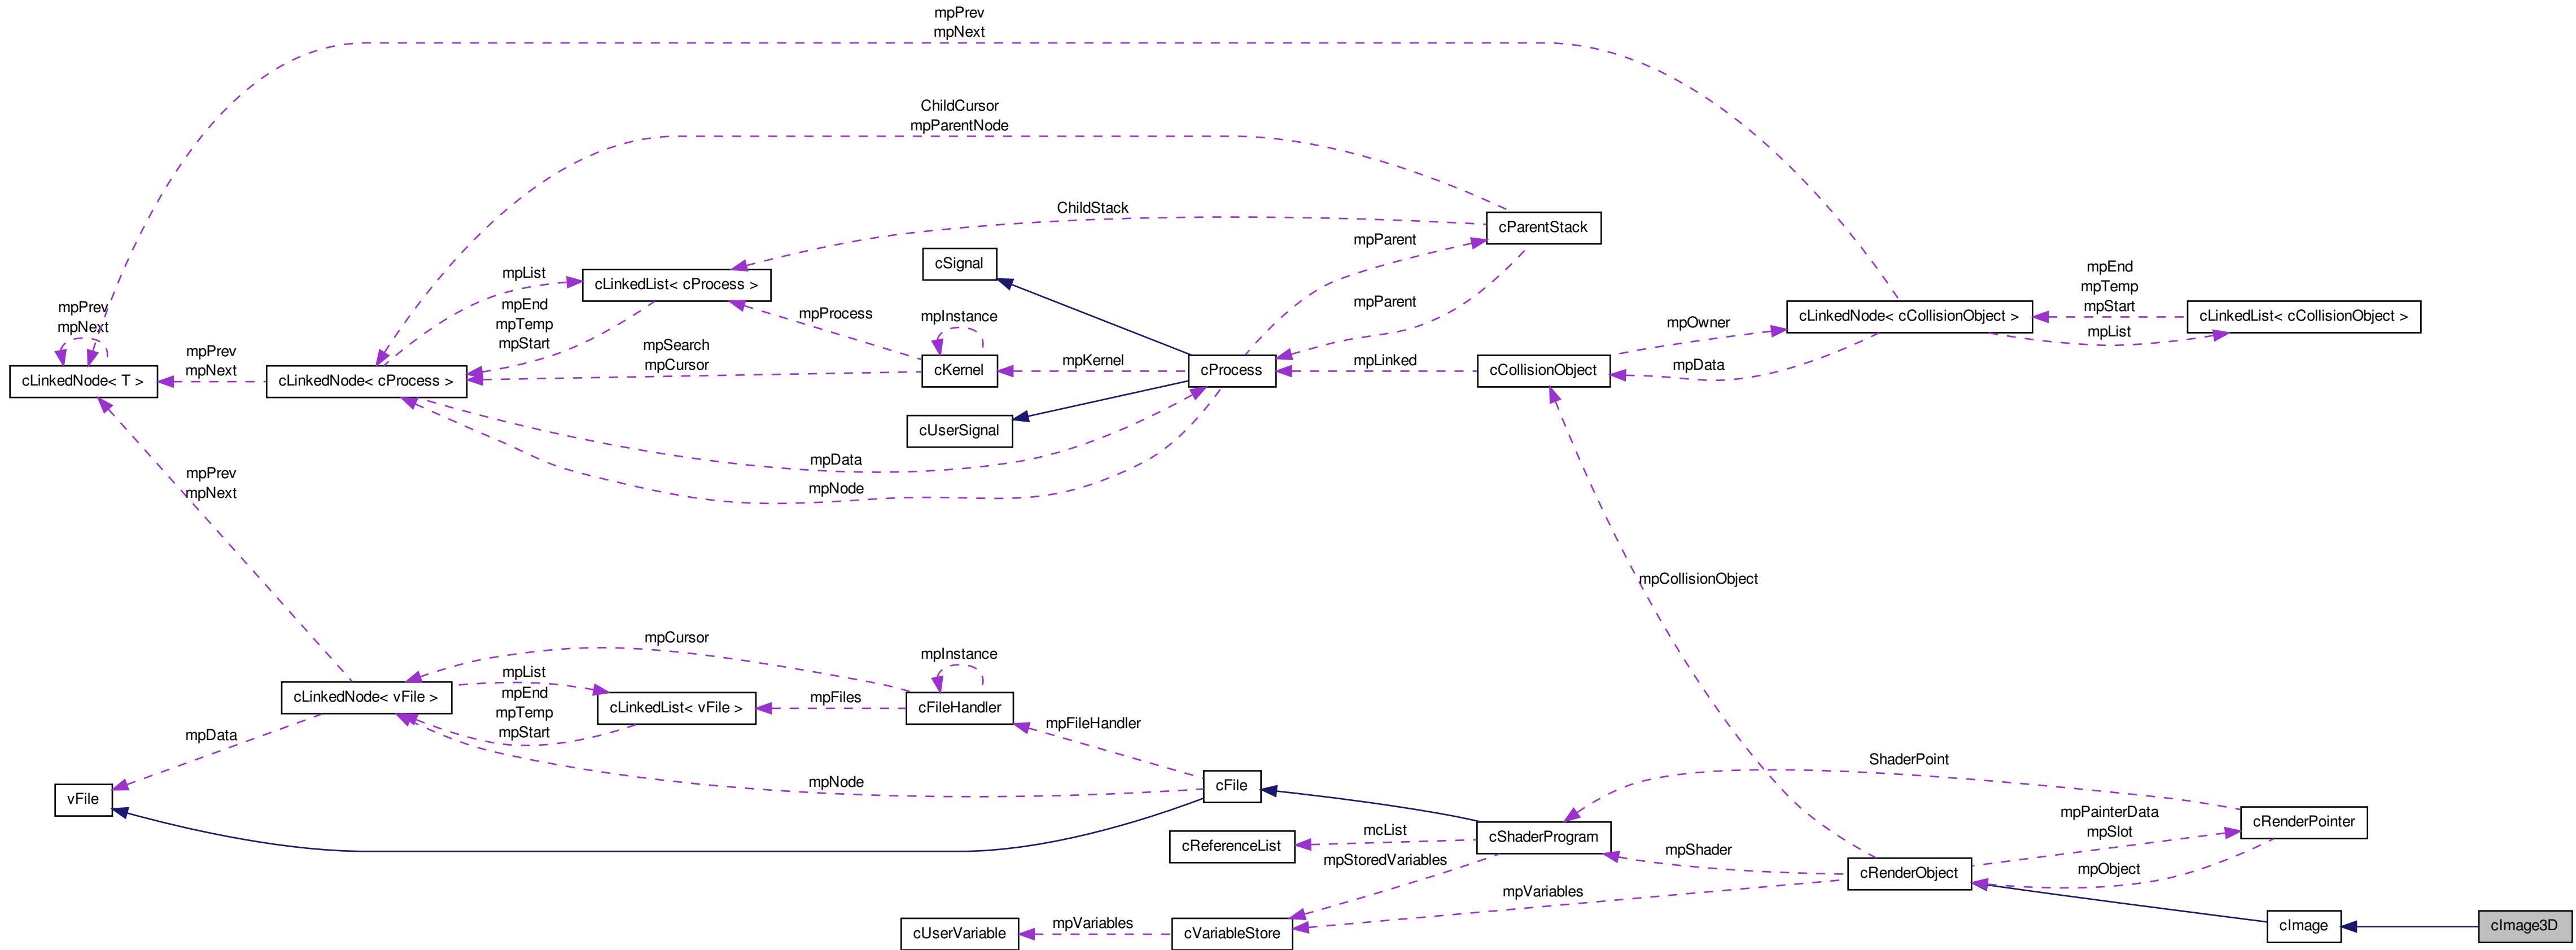 mpPrev
mpNext
ChildCursor
mpParentNode
cParentStack
ChildStack
mpParent
cSignal
mpList
cLinkedList< cProcess >
mpEnd
mpTemp
mpStart
cLinkedNode< cCollisionObject >
cLinkedList< cCollisionObject >
mpEnd
mpTemp
mpStart
mpPrev
mpNext
mpProcess
mpInstance
mpParent
mpOwner
mpList
mpPrev
mpNext
mpSearch
mpCursor
mpKernel
mpLinked
mpData
cLinkedNode< T >
cLinkedNode< cProcess >
cKernel
cProcess
cCollisionObject
cUserSignal
mpData
mpNode
mpPrev
mpNext
mpCollisionObject
mpCursor
mpInstance
mpList
cLinkedNode< vFile >
mpEnd
mpTemp
mpStart
cLinkedList< vFile >
mpFiles
cFileHandler
mpFileHandler
mpData
mpNode
vFile
cFile
ShaderPoint
mpPainterData
mpSlot
cRenderPointer
mcList
cShaderProgram
cReferenceList
mpStoredVariables
mpShader
mpObject
cRenderObject
mpVariables
mpVariables
cUserVariable
cVariableStore
cImage
cImage3D